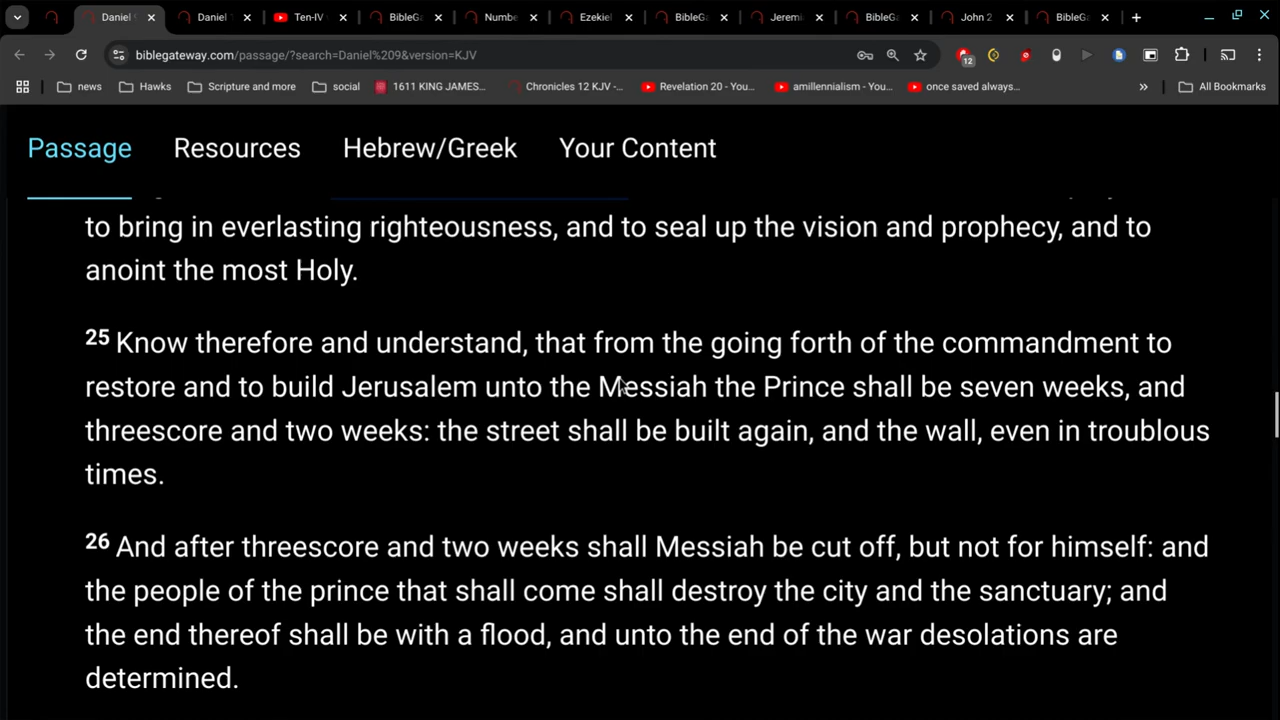 Daniel
Daniel
Ten-IV
BibleGa
Numbe
Ezekiel
BibleG
Jeremi
BibleG
John 2
BibleG
biblegateway.com/passage/?search=Daniel%209&version=KJV
12
news
Hawks
Scripture and more
social
1611 KING JAMES...
Chronicles 12 KJV -...
Revelation 20 - You...
amillennialism - You...
once saved always...
All Bookmarks
Passage
Resources
Hebrew/Greek
Your Content
to bring in everlasting righteousness, and to seal up the vision and prophecy, and to
anoint the most Holy.
25 Know therefore and understand, that from the going forth of the commandment to
restore and to build Jerusalem unto the Messiah the Prince shall be seven weeks, and
threescore and two weeks: the street shall be built again, and the wall, even in troublous
times.
26 And after threescore and two weeks shall Messiah be cut off, but not for himself: and
the people of the prince that shall come shall destroy the city and the sanctuary; and
the end thereof shall be with a flood, and unto the end of the war desolations are
determined.